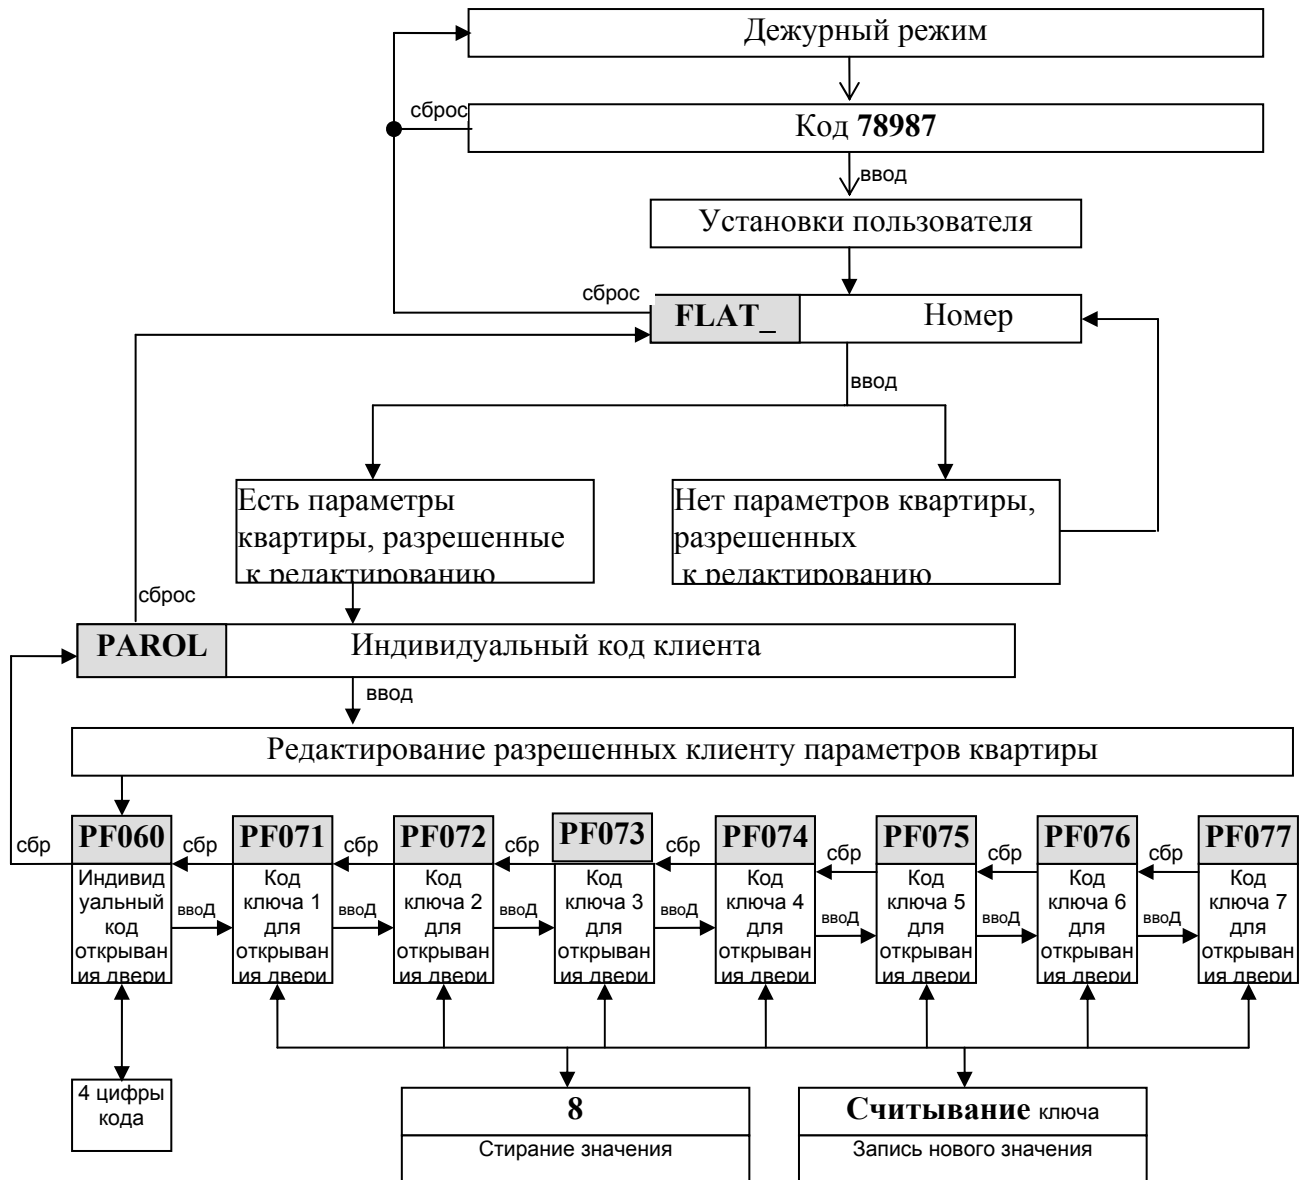 Дежурный режим
сброс
Код 78987
ввод
Установки пользователя
сброс
FLAT_ Номер
ввод
Есть параметры
квартиры, разрешенные
к редактированию
Нет параметров квартиры,
разрешенных
к редактированию
сброс
PAROL Индивидуальный код клиента
ввод
Редактирование разрешенных клиенту параметров квартиры
сбр PF060 сбр PF071 сбр PF072 сбр PF073 сбр PF074 сбр PF075 сбр PF076 сбр PF077
Индивид
уальный
код
открыван
ия двери
ввоД
Код
ключа 1
для
открыван
ия двери
ввоД
Код
ключа 2
для
открыван
ия двери
ввоД
Код
ключа 3
для
открыван
ия двери
ввоД
Код
ключа 4
для
открыван
ия двери
ввоД
Код
ключа 5
для
открыван
ия двери
ввоД
Код
ключа 6
для
открыван
ия двери
ввоД
Код
ключа 7
для
открыван
ия двери
4 цифры
кода
8
Стирание значения
Считывание ключа
Запись нового значения